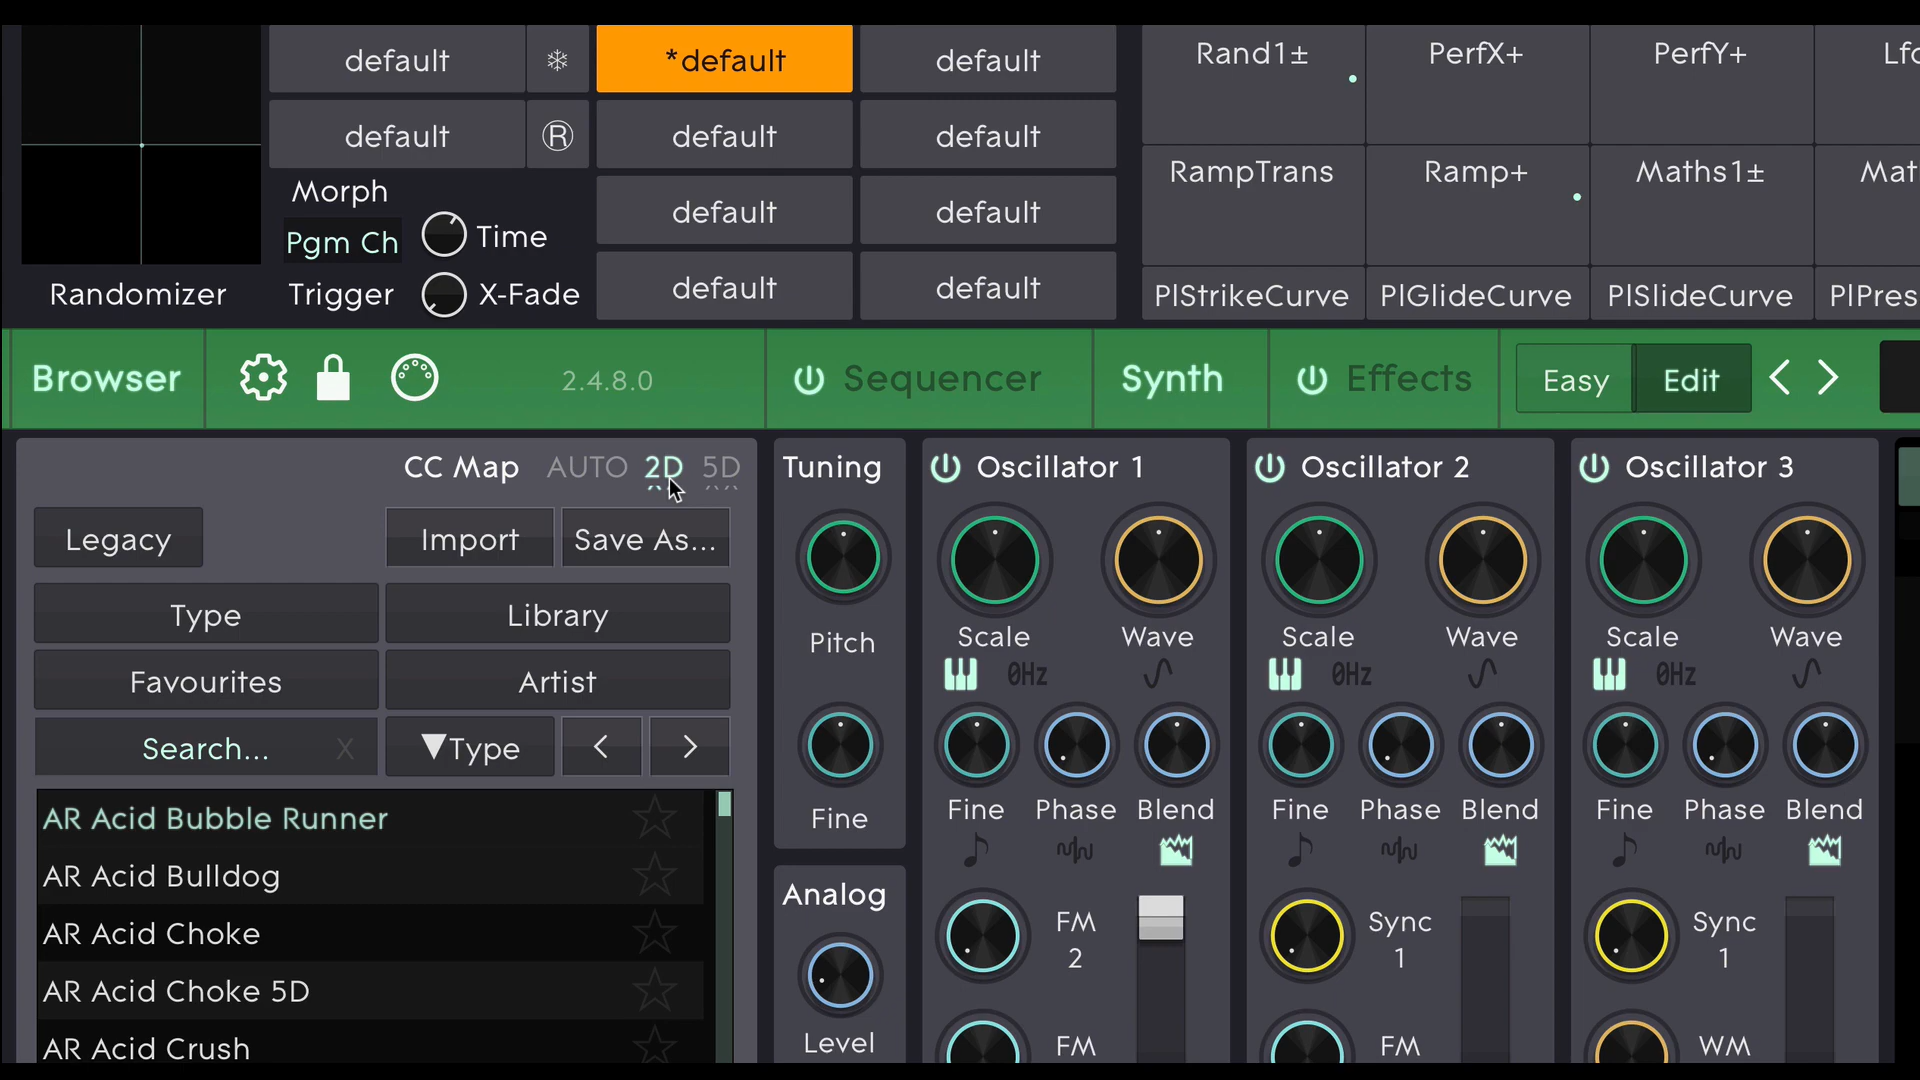 default
❄
*default
default
Rand1±
PerfX+
PerfY+
default
Ⓡ
default
default
Morph
RampTrans
Ramp+
Maths1±
Pgm Ch
Time
default
default
Randomizer
Trigger
X-Fade
default
default
PlStrikeCurve
PlGlideCurve
PlSlideCurve
Browser
2.4.8.0
Sequencer
Synth
Effects
Easy
Edit
CC Map
AUTO
2D
5D
Tuning
Oscillator 1
Oscillator 2
Oscillator 3
Legacy
Import
Save As...
Type
Library
Pitch
Scale
Wave
Scale
Wave
Scale
Wave
0Hz
0Hz
0Hz
Favourites
Artist
Search...
X
▼Type
<
>
AR Acid Bubble Runner
Fine
Fine
Phase
Blend
Fine
Phase
Blend
Fine
Phase
Blend
AR Acid Bulldog
AR Acid Choke
AR Acid Choke 5D
AR Acid Crush
Analog
Level
FM
2
Sync
1
Sync
1
FM
FM
WM